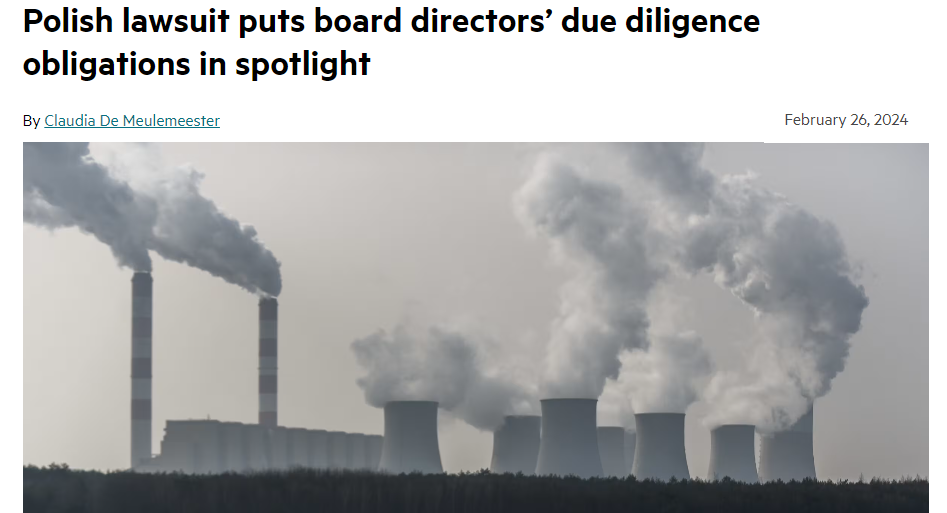 Polish lawsuit puts board directors’ due diligence
obligations in spotlight
By Claudia De Meulemeester
February 26, 2024